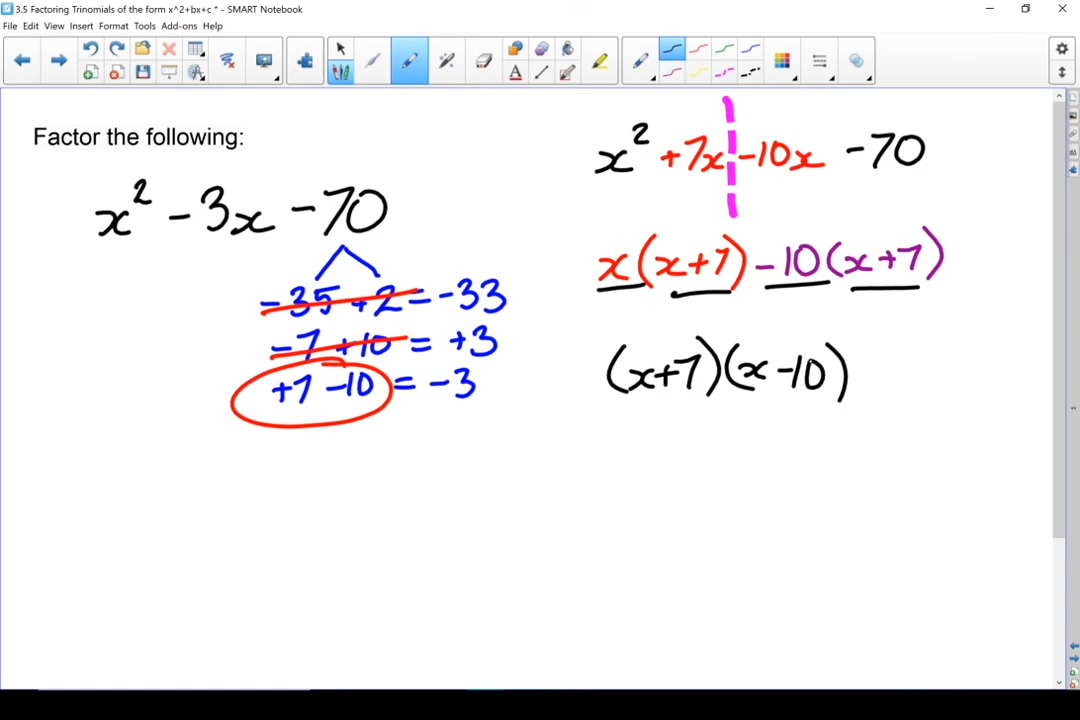 3.5 Factoring Trinomials of the form x^2+bx+c * - SMART Notebook
File Edit View Insert Format Tools Add-ons Help
A
Factor the following:
x² - 3x - 70
-35 +2 = -33
-7 +10 = +3
+7 -10 = -3
x² +7x -10x -70
x(x+7) -10(x+7)
(x+7)(x-10)